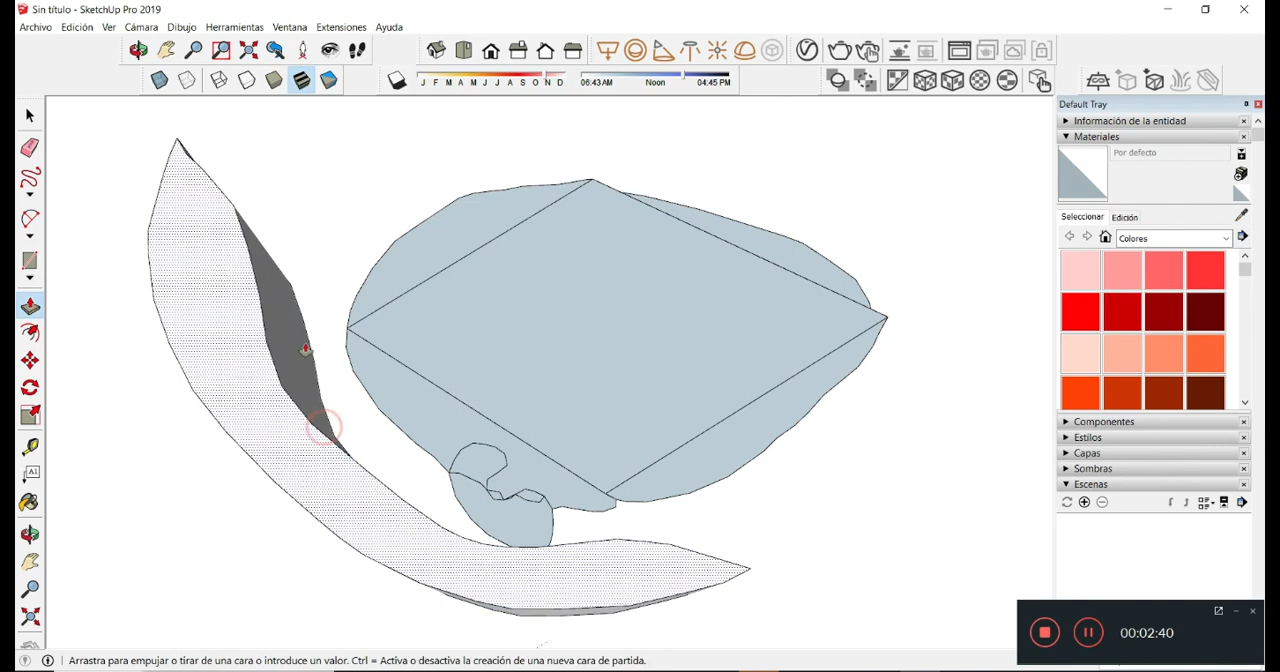 Sin título - SketchUp Pro 2019
Archivo Edición Ver Cámara Dibujo Herramientas Ventana Extensiones Ayuda
J F M A M J J A S O N D 06:43 AM Noon 04:45 PM
Default Tray
Información de la entidad
Materiales
Por defecto
Seleccionar Edición
Colores
A1
Componentes
Estilos
Capas
Sombras
Escenas
00:02:40
Arrastra para empujar o tirar de una cara o introduce un valor. Ctrl = Activa o desactiva la creación de una nueva cara de partida.